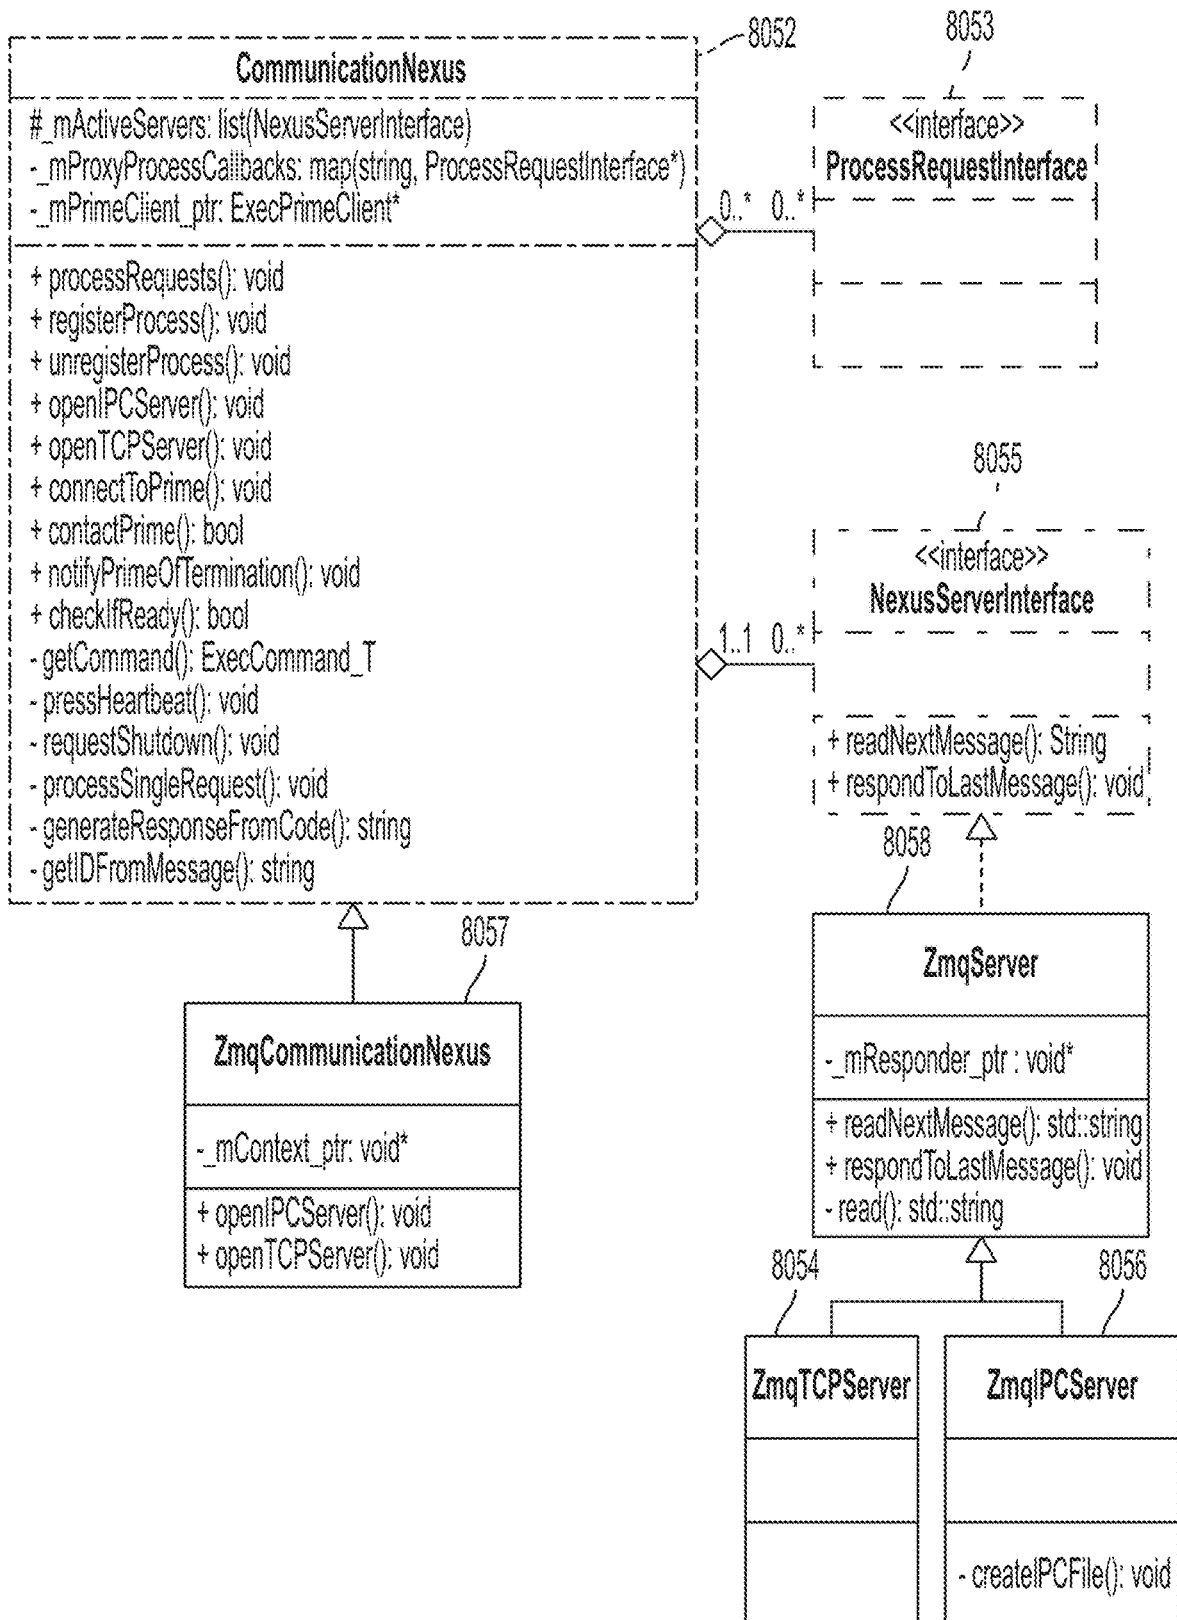 8052
CommunicationNexus
#_mActiveServers: list(NexusServerInterface)
-_mProxyProcessCallbacks: map(string, ProcessRequestInterface*)
-_mPrimeClient_ptr: ExecPrimeClient*
+ processRequests(): void
+ registerProcess(): void
+ unregisterProcess(): void
+ openIPCServer(): void
+ openTCPServer(): void
+ connectToPrime(): void
+ contactPrime(): bool
+ notifyPrimeOfTermination(): void
+ checkIfReady(): bool
- getCommand(): ExecCommand_T
- pressHeartbeat(): void
- requestShutdown(): void
- processSingleRequest(): void
- generateResponseFromCode(): string
- getIDFromMessage(): string
8053
<<interface>>
ProcessRequestInterface
0..* 0..*
8055
<<interface>>
NexusServerInterface
1..1 0..*
+ readNextMessage(): String
+ respondToLastMessage(): void
8057
ZmqCommunicationNexus
-_mContext_ptr: void*
+ openIPCServer(): void
+ openTCPServer(): void
8058
ZmqServer
-_mResponder_ptr : void*
+ readNextMessage(): std::string
+ respondToLastMessage(): void
- read(): std::string
8054
ZmqTCPServer
8056
ZmqIPCServer
- createIPCFile(): void